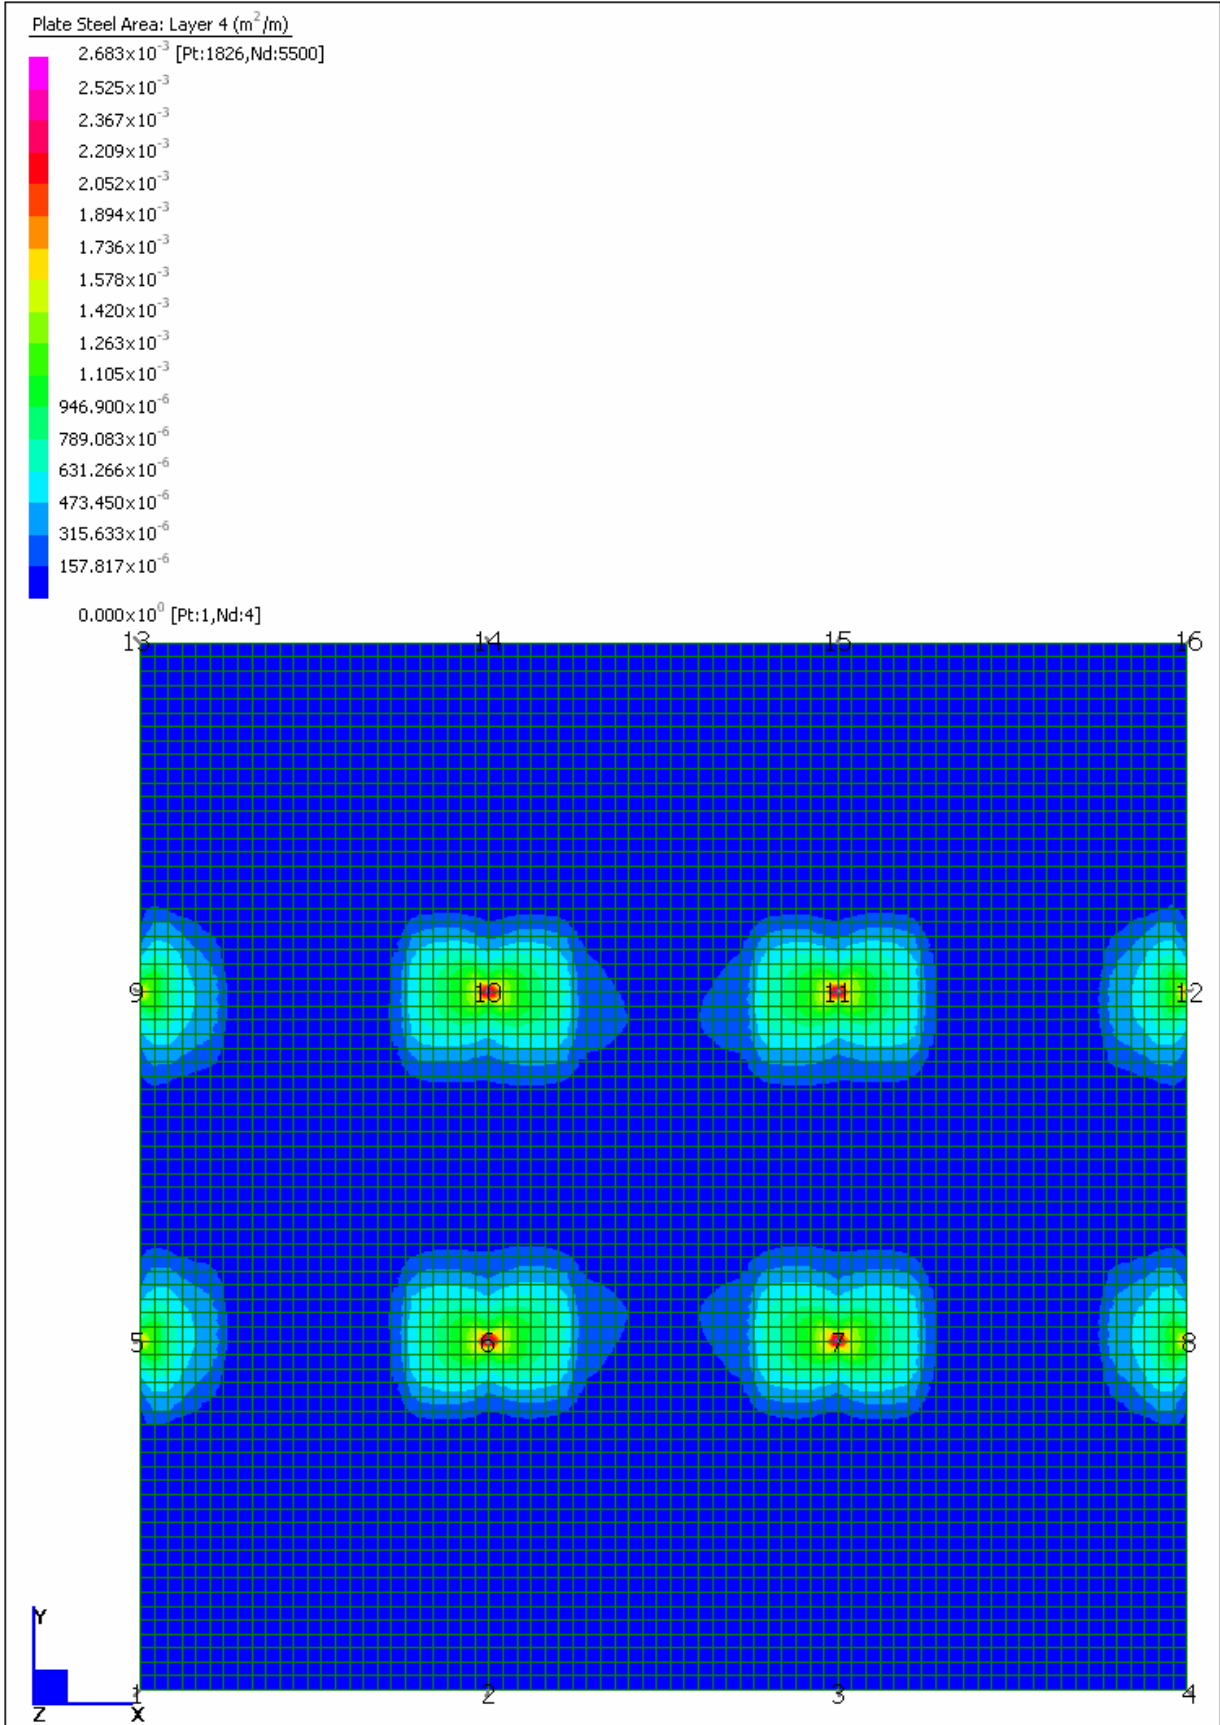 Plate Steel Area: Layer 4 (m²/m)
2.683x10⁻³ [Pt:1826,Nd:5500]
2.525x10⁻³
2.367x10⁻³
2.209x10⁻³
2.052x10⁻³
1.894x10⁻³
1.736x10⁻³
1.578x10⁻³
1.420x10⁻³
1.263x10⁻³
1.105x10⁻³
946.900x10⁻⁶
789.083x10⁻⁶
631.266x10⁻⁶
473.450x10⁻⁶
315.633x10⁻⁶
157.817x10⁻⁶
0.000x10⁰ [Pt:1,Nd:4]
13 14 15 16
9 10 11 12
5 6 7 8
Y
1 2 3 4
Z X